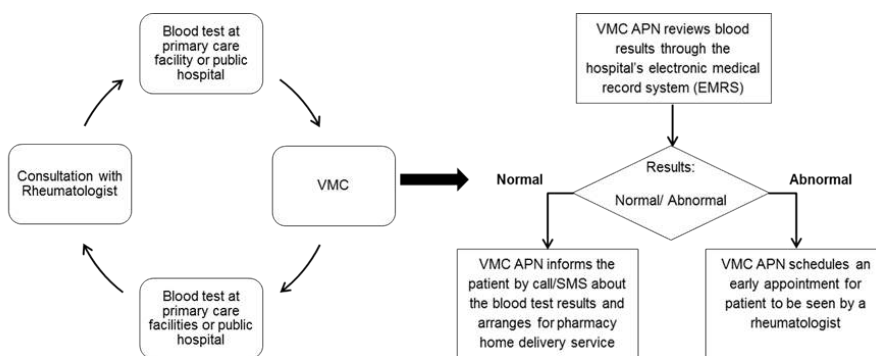 Blood test at
primary care
facility or public
hospital
Consultation with
Rheumatologist
VMC
Blood test at
primary care
facilities or public
hospital
VMC APN reviews blood
results through the
hospital's electronic medical
record system (EMRS)
Normal
Results:
Normal/ Abnormal
Abnormal
VMC APN informs the
patient by call/SMS about
the blood test results and
arranges for pharmacy
home delivery service
VMC APN schedules an
early appointment for
patient to be seen by a
rheumatologist